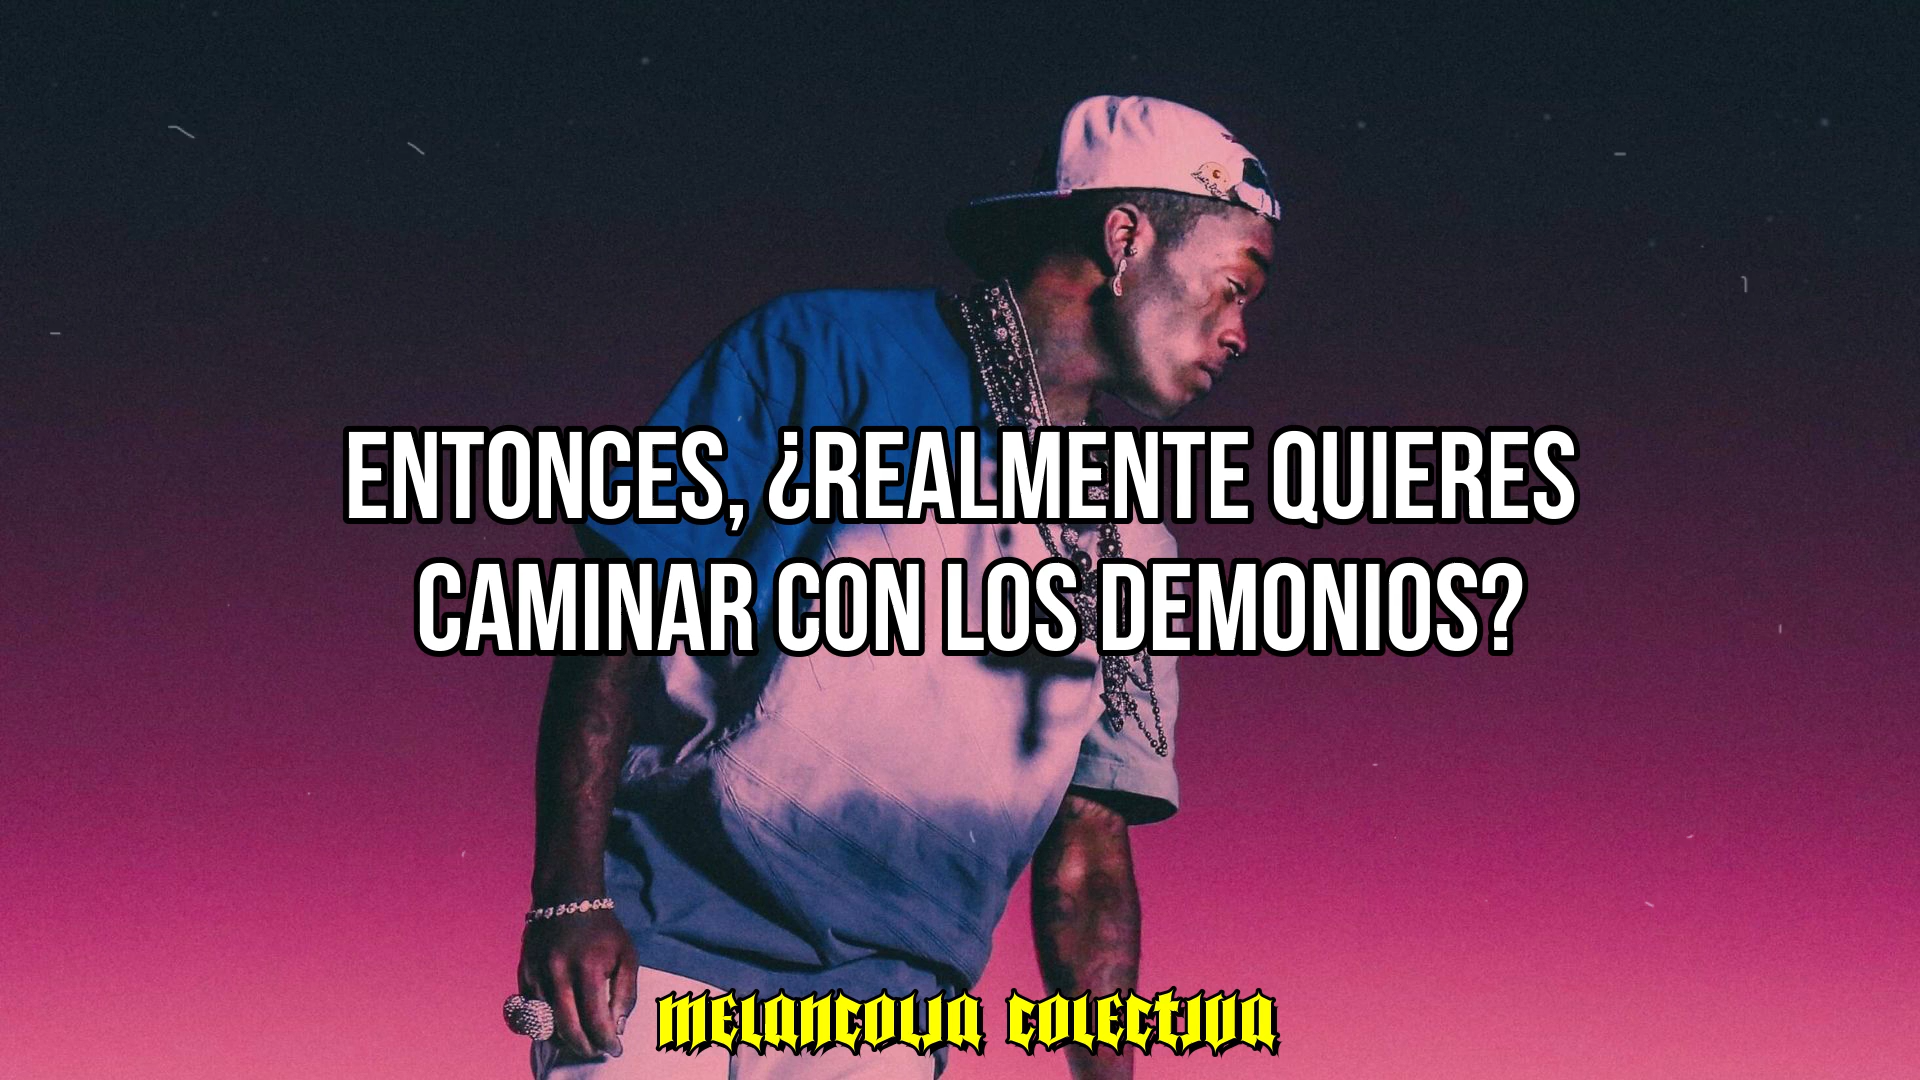 ENTONCES, ¿REALMENTE QUIERES
CAMINAR CON LOS DEMONIOS?
MELANCOLIA COLECTIVA